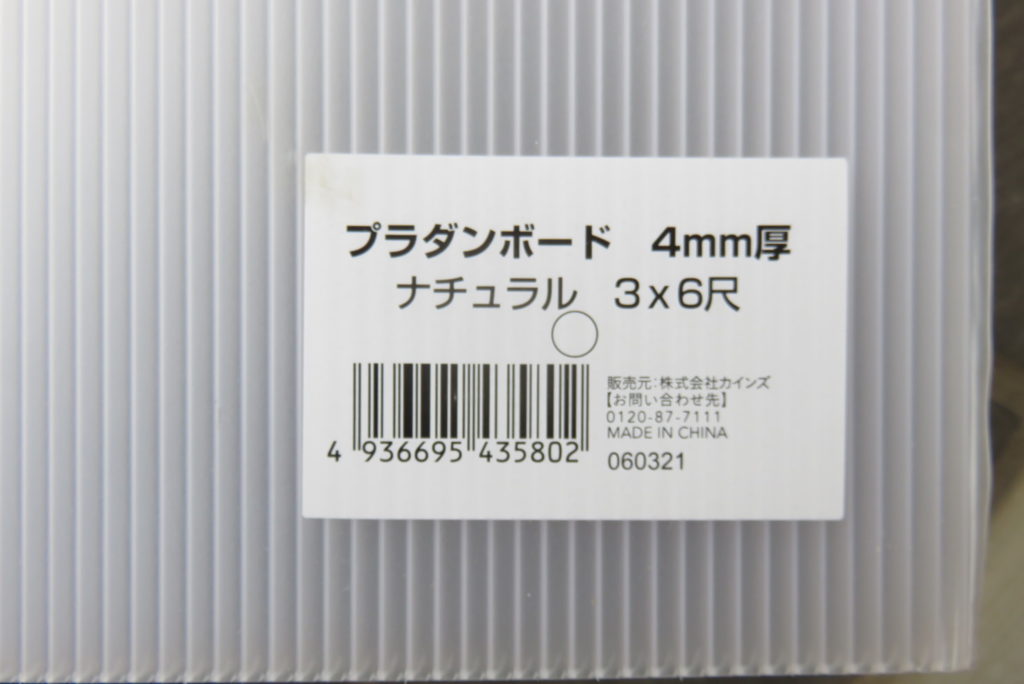 プラダンボード　4mm厚
ナチュラル　3x6尺
4 936695 435802
販売元：株式会社カインズ
【お問い合わせ先】
0120-87-7111
MADE IN CHINA
060321